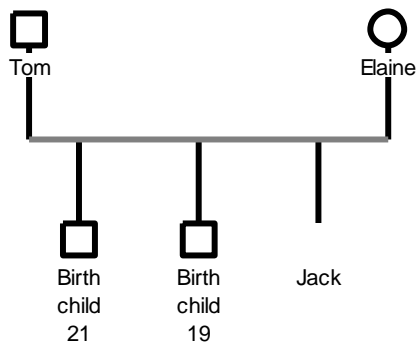 Tom
Elaine
Birth
child
21
Birth
child
19
Jack